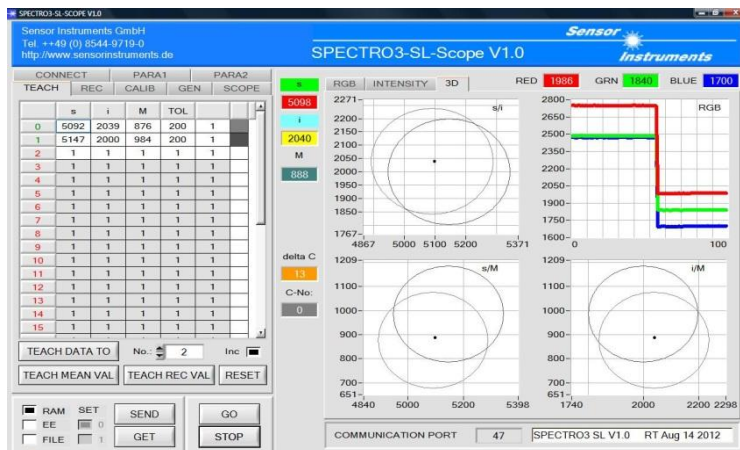 SPECTRO3-SL-SCOPE V1.0
Sensor Instruments GmbH
Tel. ++49 (0) 8544-9719-0
http://www.sensorinstruments.de
SPECTRO3-SL-Scope V1.0
Sensor
Instruments
CONNECT PARA1 PARA2
TEACH REC CALIB GEN SCOPE
s i M TOL
0 5092 2039 876 200 1
1 5147 2000 984 200 1
2 1 1 1 1 1
3 1 1 1 1 1
4 1 1 1 1 1
5 1 1 1 1 1
6 1 1 1 1 1
7 1 1 1 1 1
8 1 1 1 1 1
9 1 1 1 1 1
10 1 1 1 1 1
11 1 1 1 1 1
12 1 1 1 1 1
13 1 1 1 1 1
14 1 1 1 1 1
15 1 1 1 1 1
TEACH DATA TO No.: 2 Inc
TEACH MEAN VAL TEACH REC VAL RESET
RAM SET SEND GO
EE 0
FILE 1 GET STOP
s
5098
i
2040
M
888
delta C
13
C-No:
0
RGB INTENSITY 3D RED 1986 GRN 1840 BLUE 1700
s/i
2271
2200
2150
2100
2050
2000
1950
1900
1850
1767
4867 5000 5100 5200 5371
RGB
2800
2650
2500
2350
2200
2050
1900
1750
1600
0 100
s/M
1209
1100
1000
900
800
700
651
4840 5000 5200 5398
i/M
1209
1100
1000
900
800
700
651
1740 2000 2200 2298
COMMUNICATION PORT 47 SPECTRO3 SL V1.0 RT Aug 14 2012